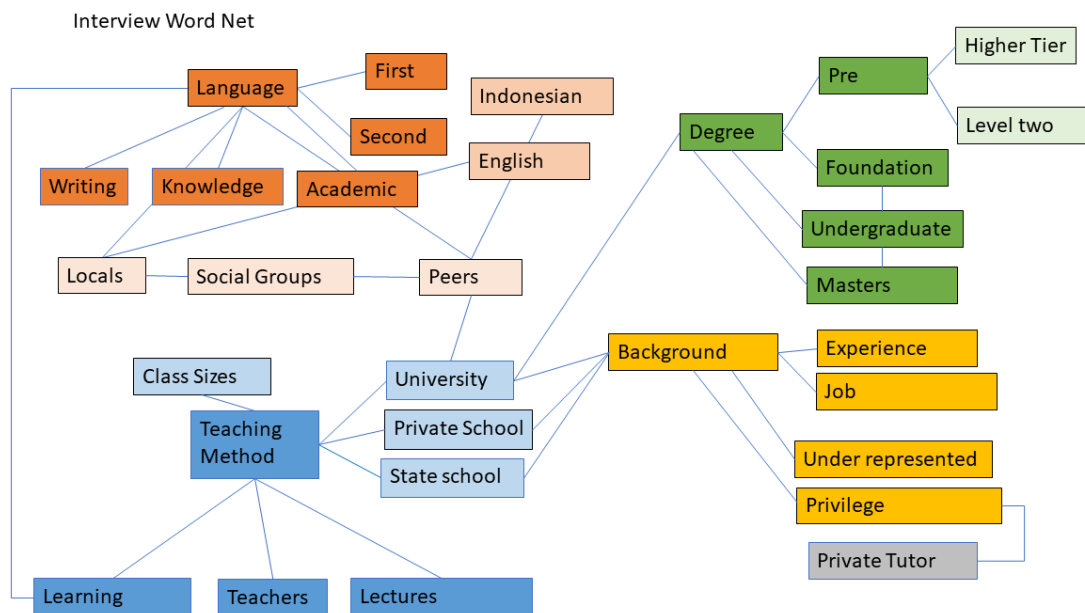 Interview Word Net
Higher Tier
First
Pre
Language
Indonesian
Level two
Second
Degree
English
Foundation
Writing
Knowledge
Academic
Undergraduate
Locals
Social Groups
Peers
Masters
Background
Experience
Class Sizes
University
Job
Teaching
Method
Private School
Under represented
State school
Privilege
Private Tutor
Learning
Teachers
Lectures